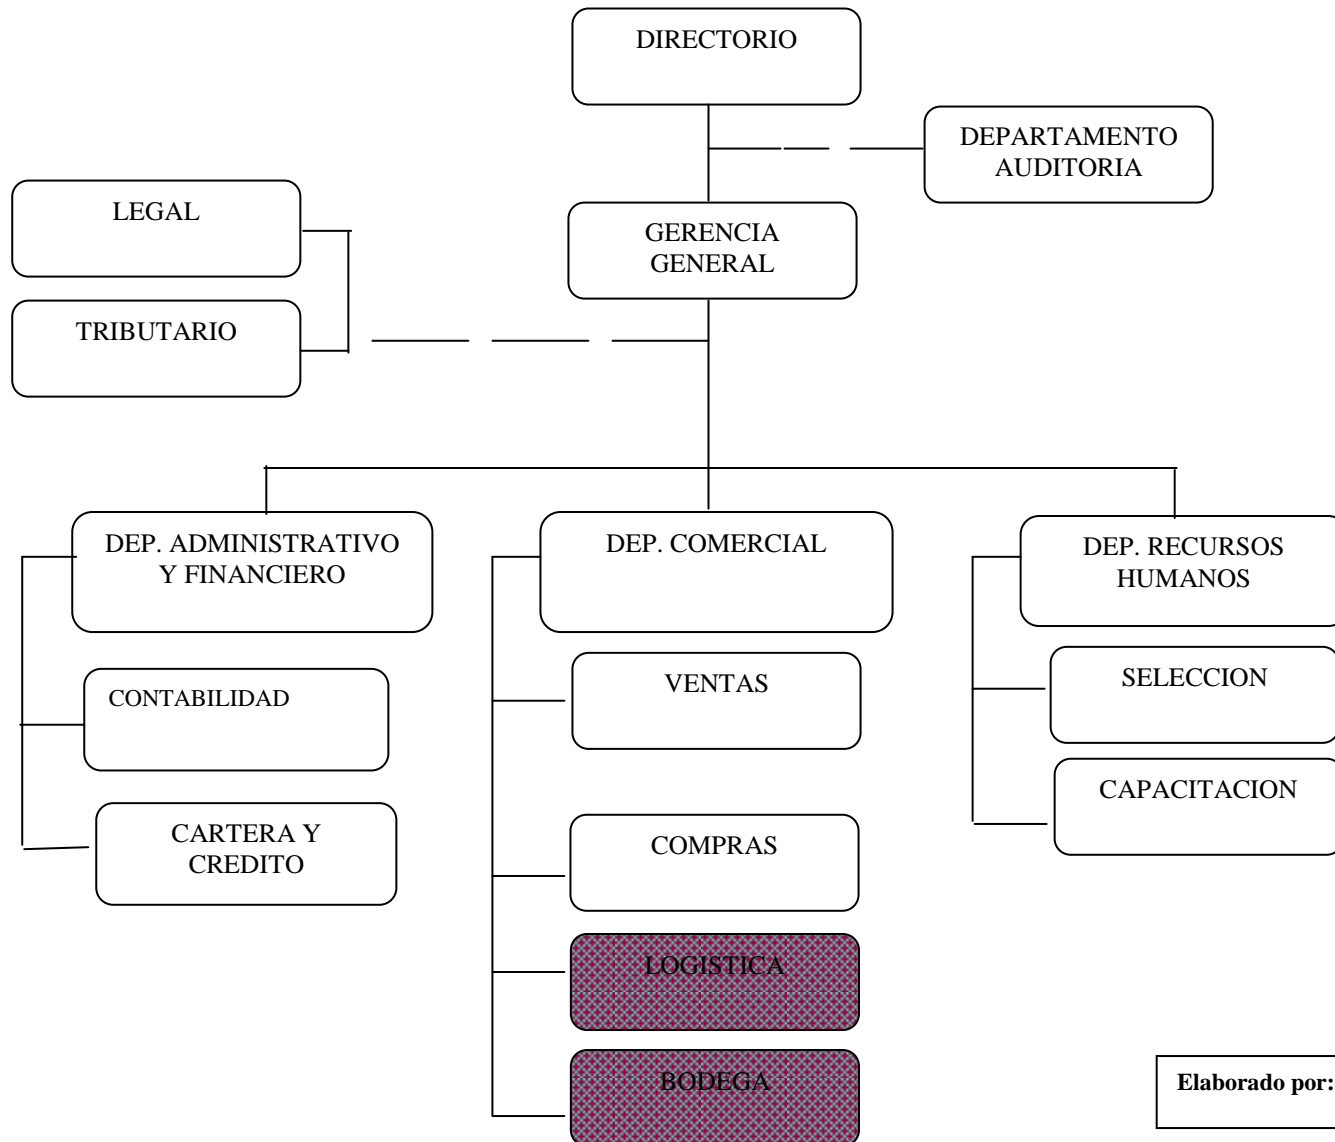 DIRECTORIO
DEPARTAMENTO
AUDITORIA
LEGAL
GERENCIA
GENERAL
TRIBUTARIO
DEP. ADMINISTRATIVO
Y FINANCIERO
DEP. COMERCIAL
DEP. RECURSOS
HUMANOS
CONTABILIDAD
VENTAS
SELECCION
CARTERA Y
CREDITO
COMPRAS
CAPACITACION
LOGISTICA
BODEGA
Elaborado por: